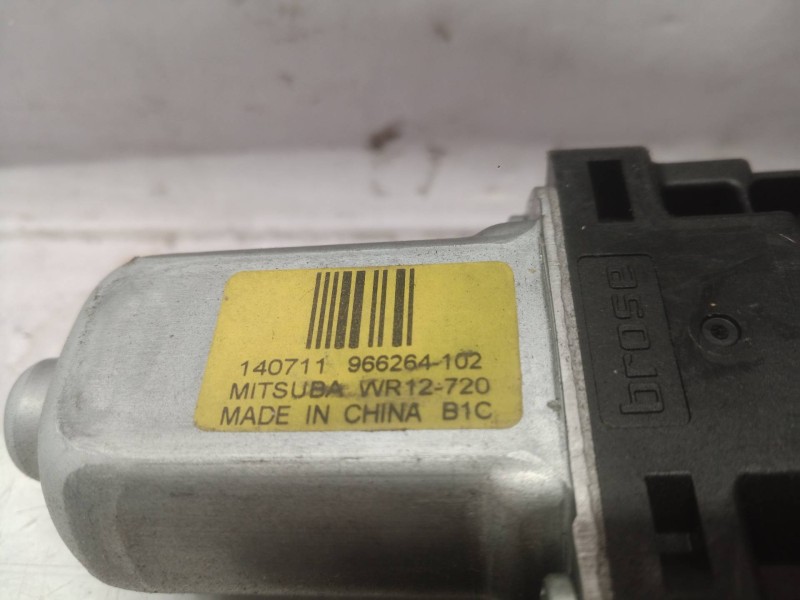 140711 966264-102
MITSUBA WR12-720
MADE IN CHINA B1C
brose